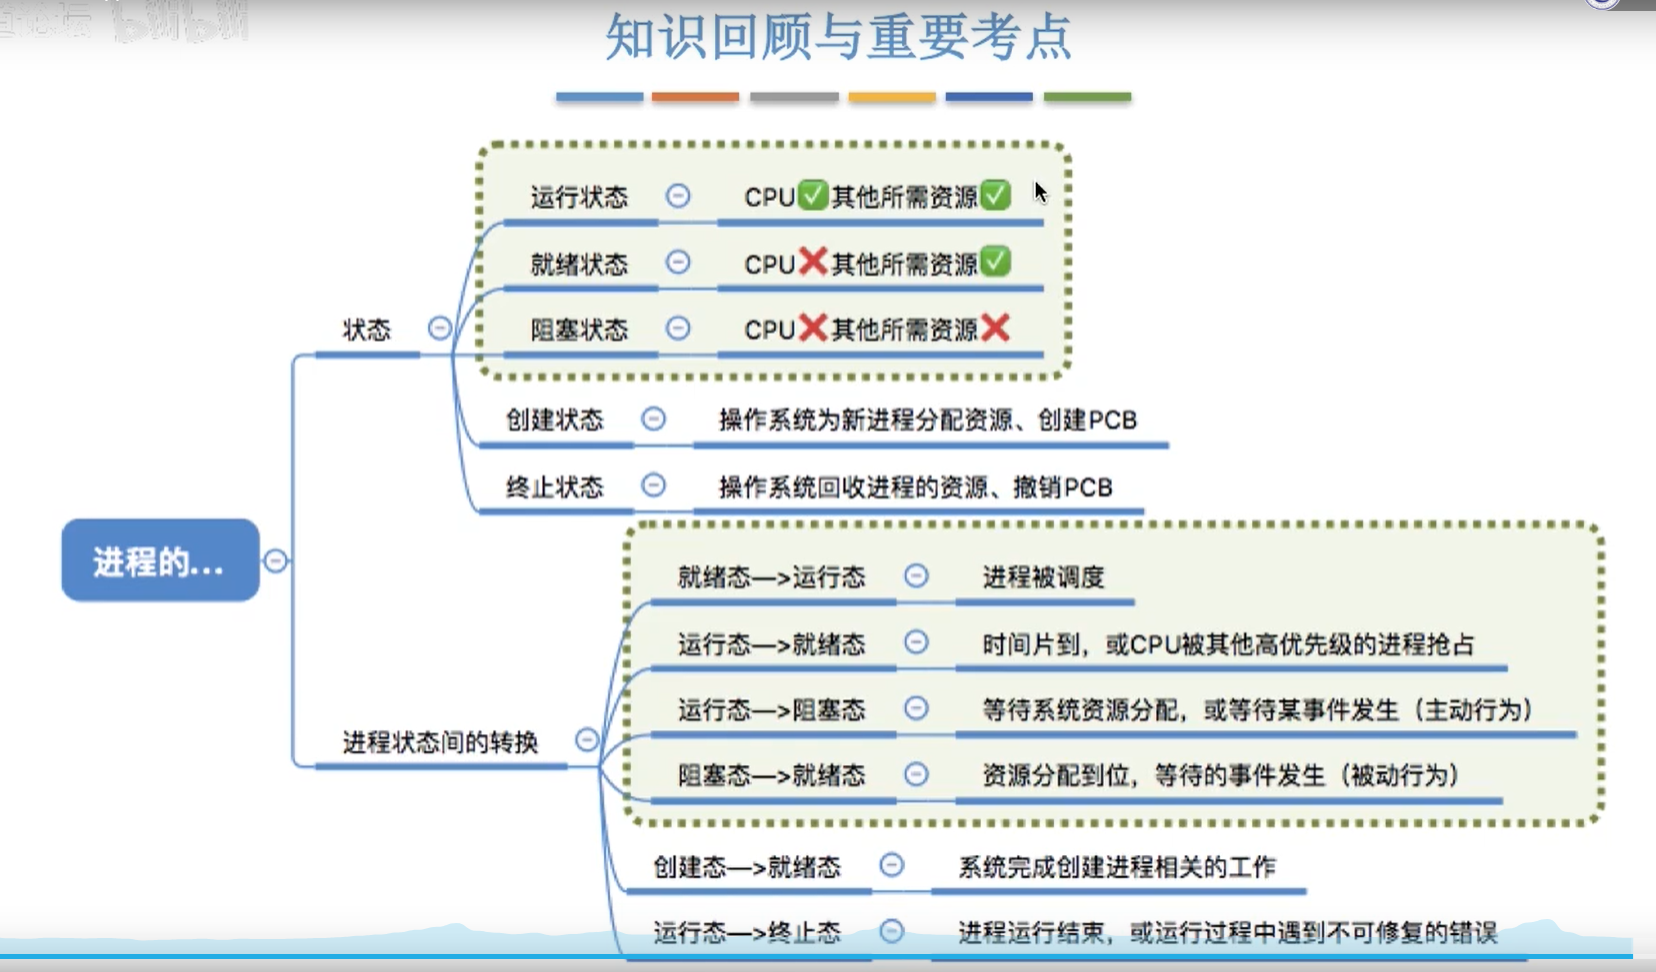 知识回顾与重要考点
运行状态 CPU✅其他所需资源✅
就绪状态 CPU❌其他所需资源✅
状态
阻塞状态 CPU❌其他所需资源❌
创建状态 操作系统为新进程分配资源、创建PCB
终止状态 操作系统回收进程的资源、撤销PCB
进程的...
就绪态—>运行态 进程被调度
运行态—>就绪态 时间片到，或CPU被其他高优先级的进程抢占
运行态—>阻塞态 等待系统资源分配，或等待某事件发生（主动行为）
进程状态间的转换
阻塞态—>就绪态 资源分配到位，等待的事件发生（被动行为）
创建态—>就绪态 系统完成创建进程相关的工作
运行态—>终止态 进程运行结束，或运行过程中遇到不可修复的错误